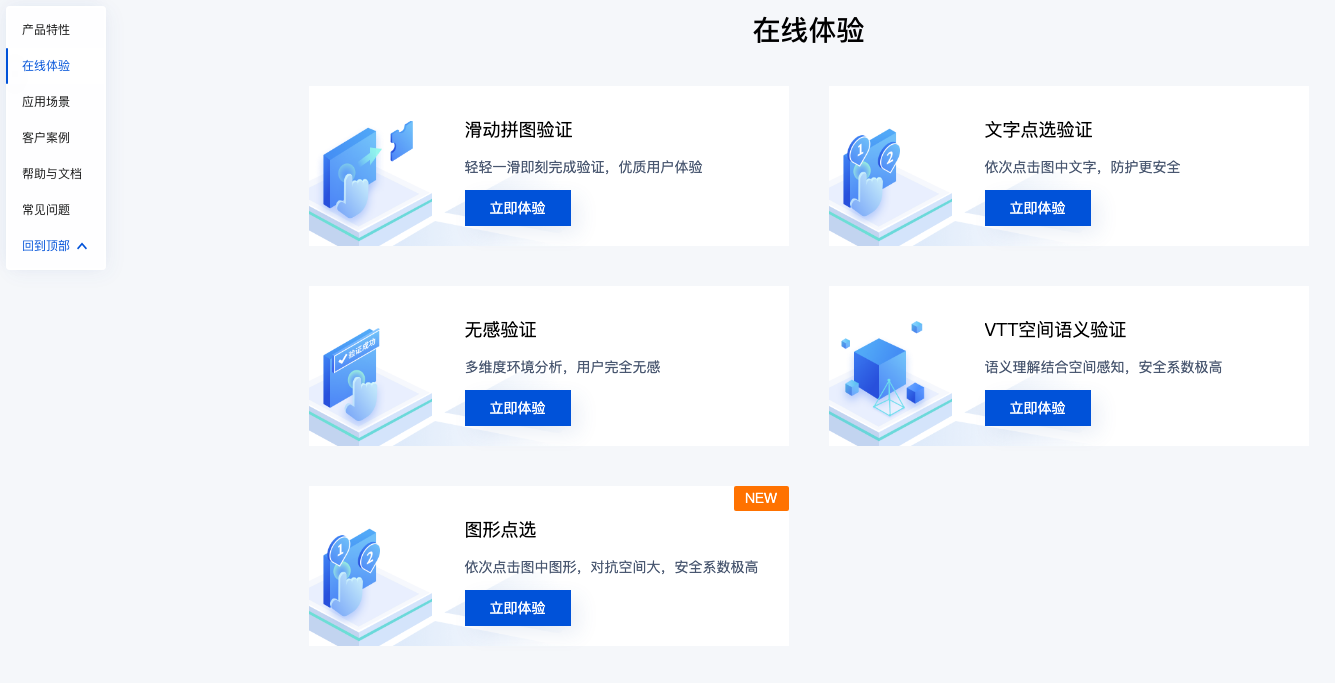 产品特性
在线体验
应用场景
客户案例
帮助与文档
常见问题
回到顶部
在线体验
滑动拼图验证
轻轻一滑即刻完成验证，优质用户体验
立即体验
1
2
文字点选验证
依次点击图中文字，防护更安全
立即体验
验证成功
无感验证
多维度环境分析，用户完全无感
立即体验
VTT空间语义验证
语义理解结合空间感知，安全系数极高
立即体验
NEW
1
2
图形点选
依次点击图中图形，对抗空间大，安全系数极高
立即体验